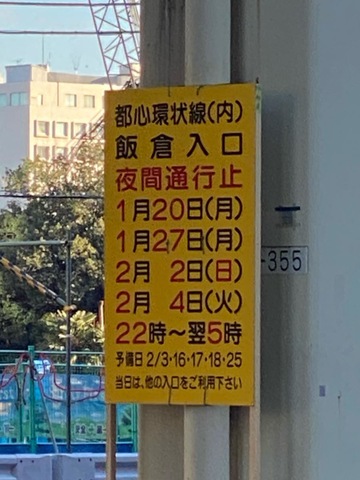 都心環状線(内)
飯倉入口
夜間通行止
1月20日(月)
1月27日(月)
2月 2日(日)
2月 4日(火)
22時～翌5時
予備日 2/3・16・17・18・25
当日は、他の入口をご利用下さい
-355